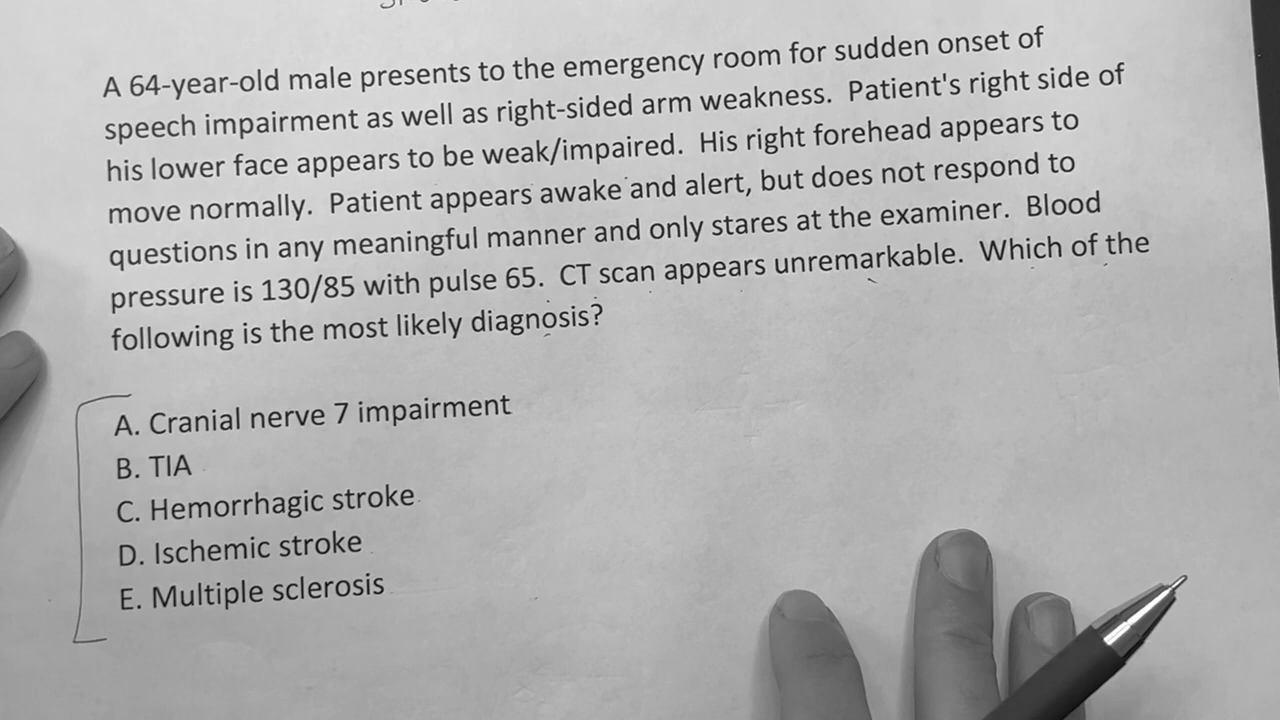 A 64-year-old male presents to the emergency room for sudden onset of
speech impairment as well as right-sided arm weakness. Patient's right side of
his lower face appears to be weak/impaired. His right forehead appears to
move normally. Patient appears awake and alert, but does not respond to
questions in any meaningful manner and only stares at the examiner. Blood
pressure is 130/85 with pulse 65. CT scan appears unremarkable. Which of the
following is the most likely diagnosis?
A. Cranial nerve 7 impairment
B. TIA
C. Hemorrhagic stroke
D. Ischemic stroke
E. Multiple sclerosis